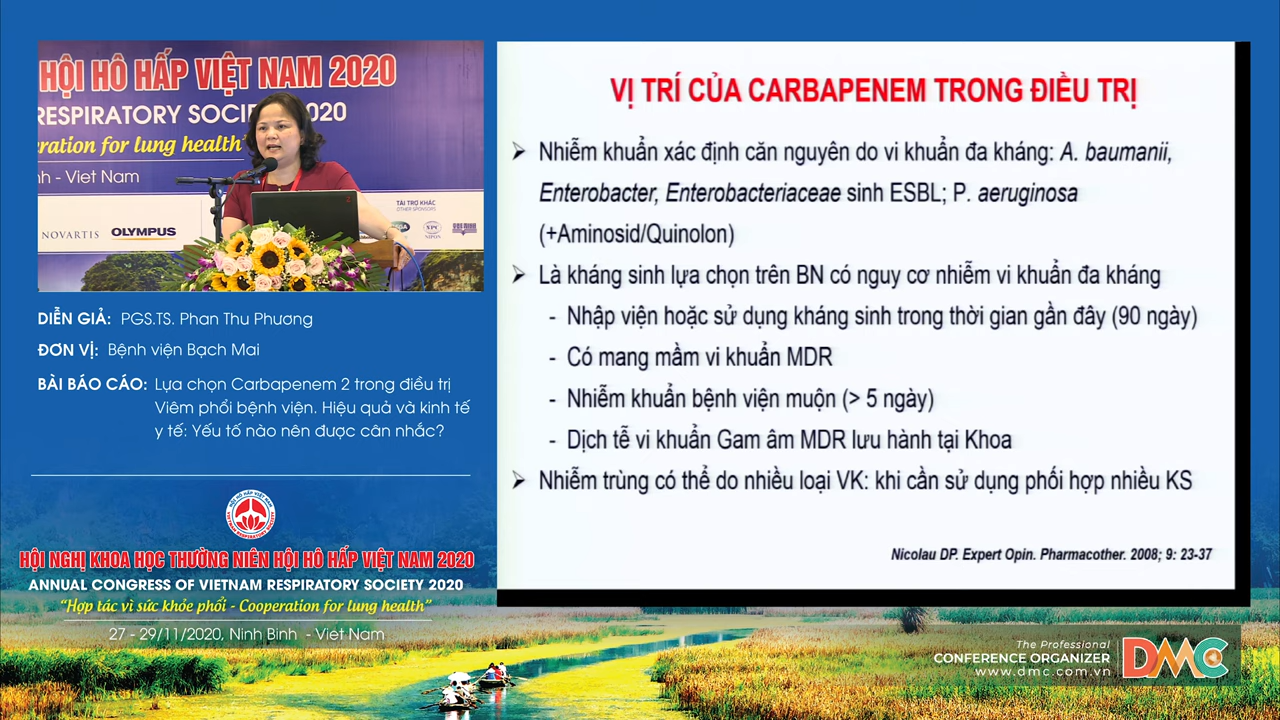 HỘI HÔ HẤP VIỆT NAM 2020
RESPIRATORY SOCIE 2020
eration for lung health"
nh - Viet Nam
TÀI TRỢ KHÁC
OTHER SPONSORS
NOVARTIS
OLYMPUS
DIỄN GIẢ: PGS.TS. Phan Thu Phương
ĐƠN VỊ: Bệnh viện Bạch Mai
BÀI BÁO CÁO: Lựa chọn Carbapenem 2 trong điều trị
Viêm phổi bệnh viện. Hiệu quả và kinh tế
y tế: Yếu tố nào nên được cân nhắc?
HỘI HÔ HẤP VIỆT NAM
VIETNAM RESPIRATORY SOCIETY
HỘI NGHỊ KHOA HỌC THƯỜNG NIÊN HỘI HÔ HẤP VIỆT NAM 2020
ANNUAL CONGRESS OF VIETNAM RESPIRATORY SOCIETY 2020
"Hợp tác vì sức khỏe phổi - Cooperation for lung health"
27 - 29/11/2020, Ninh Bình - Việt Nam
VỊ TRÍ CỦA CARBAPENEM TRONG ĐIỀU TRỊ
➢ Nhiễm khuẩn xác định căn nguyên do vi khuẩn đa kháng: A. baumanii,
Enterobacter, Enterobacteriaceae sinh ESBL; P. aeruginosa
(+Aminosid/Quinolon)
➢ Là kháng sinh lựa chọn trên BN có nguy cơ nhiễm vi khuẩn đa kháng
- Nhập viện hoặc sử dụng kháng sinh trong thời gian gần đây (90 ngày)
- Có mang mầm vi khuẩn MDR
- Nhiễm khuẩn bệnh viện muộn (> 5 ngày)
- Dịch tễ vi khuẩn Gam âm MDR lưu hành tại Khoa
➢ Nhiễm trùng có thể do nhiều loại VK: khi cần sử dụng phối hợp nhiều KS
Nicolau DP. Expert Opin. Pharmacother. 2008; 9: 23-37
The Professional
CONFERENCE ORGANIZER
www.dmc.com.vn
DMC